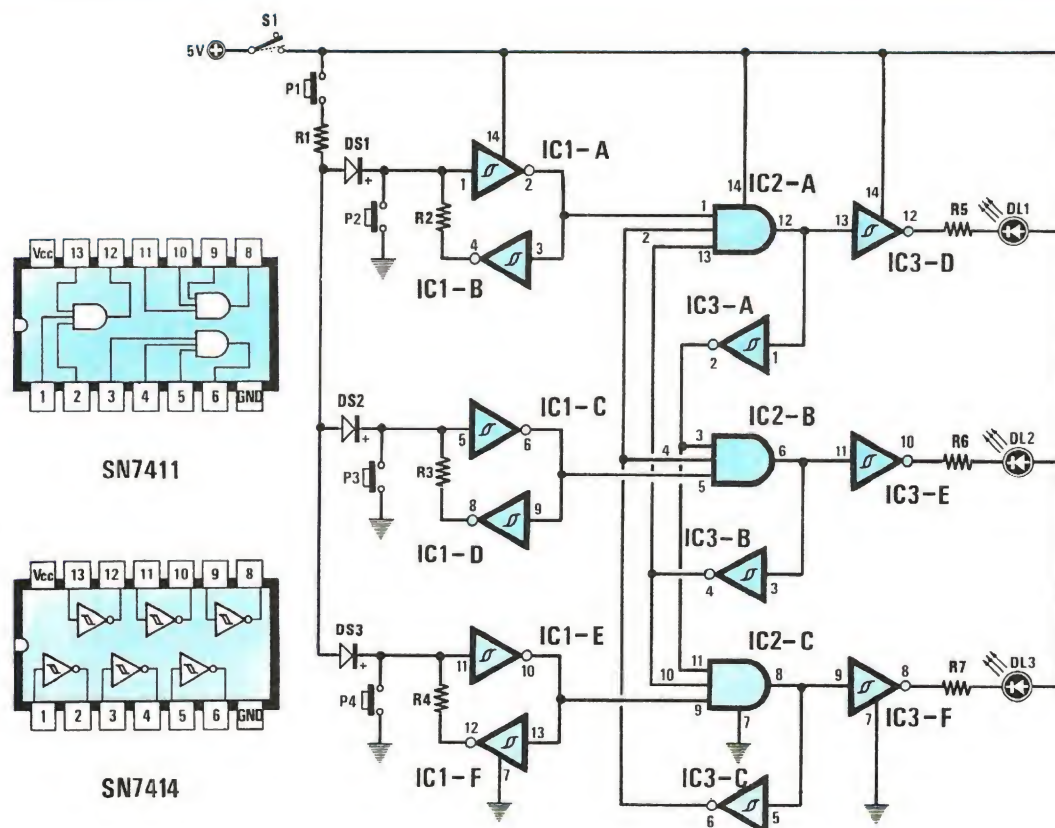 S1
5V
P1
R1
DS1
+
P2
R2
14
1
2
IC1-A
4
3
IC1-B
IC2-A
14
1
2
13
12
14
13
12
R5
DL1
IC3-D
IC3-A
2
1
Vcc 13 12 11 10 9 8
1 2 3 4 5 6 GND
SN7411
DS2
+
P3
R3
5
6
IC1-C
8
9
IC1-D
IC2-B
3
4
5
6
11
10
R6
DL2
IC3-E
IC3-B
4
3
Vcc 13 12 11 10 9 8
1 2 3 4 5 6 GND
SN7414
DS3
+
P4
R4
11
10
IC1-E
12
13
7
IC1-F
IC2-C
11
10
9
8
7
9
8
7
R7
DL3
IC3-F
IC3-C
6
5